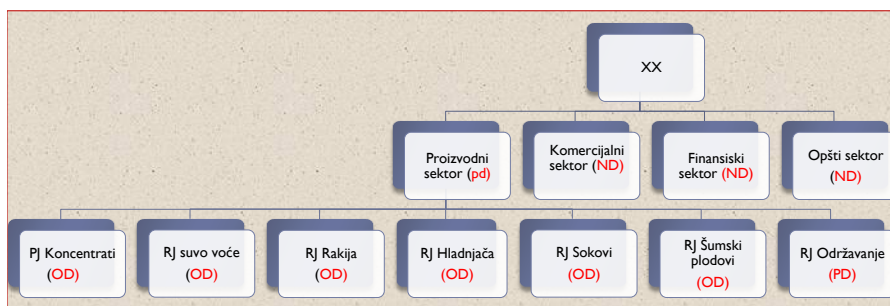 XX
Proizvodni
sektor (pd)
Komercijalni
sektor (ND)
Finansiski
sektor (ND)
Opšti sektor
(ND)
PJ Koncentrati
(OD)
RJ suvo voće
(OD)
RJ Rakija
(OD)
RJ Hladnjača
(OD)
RJ Sokovi
(OD)
RJ Šumski
plodovi
(OD)
RJ Održavanje
(PD)